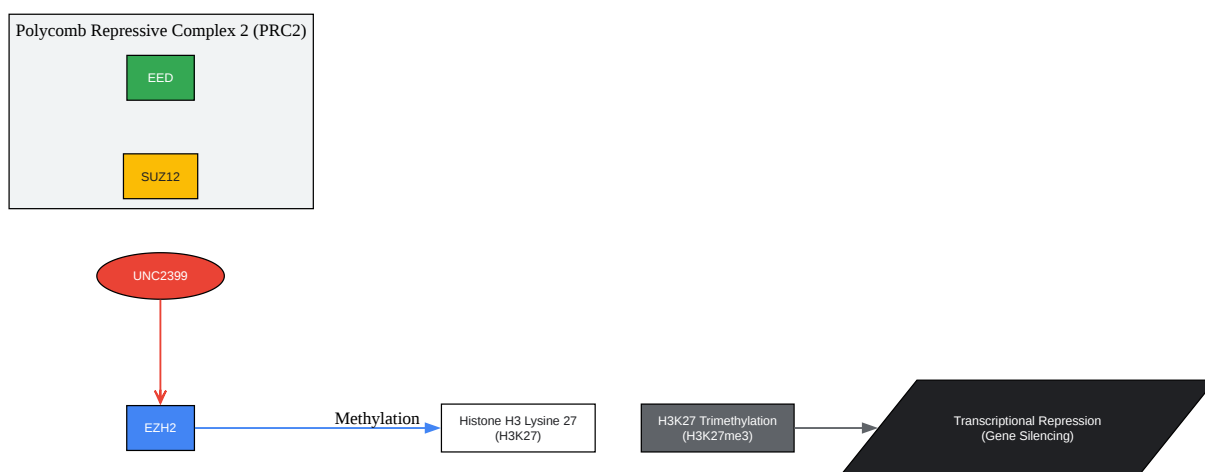 Polycomb Repressive Complex 2 (PRC2)
EED
SUZ12
UNC2399
EZH2
Methylation
Histone H3 Lysine 27
(H3K27)
H3K27 Trimethylation
(H3K27me3)
Transcriptional Repression
(Gene Silencing)